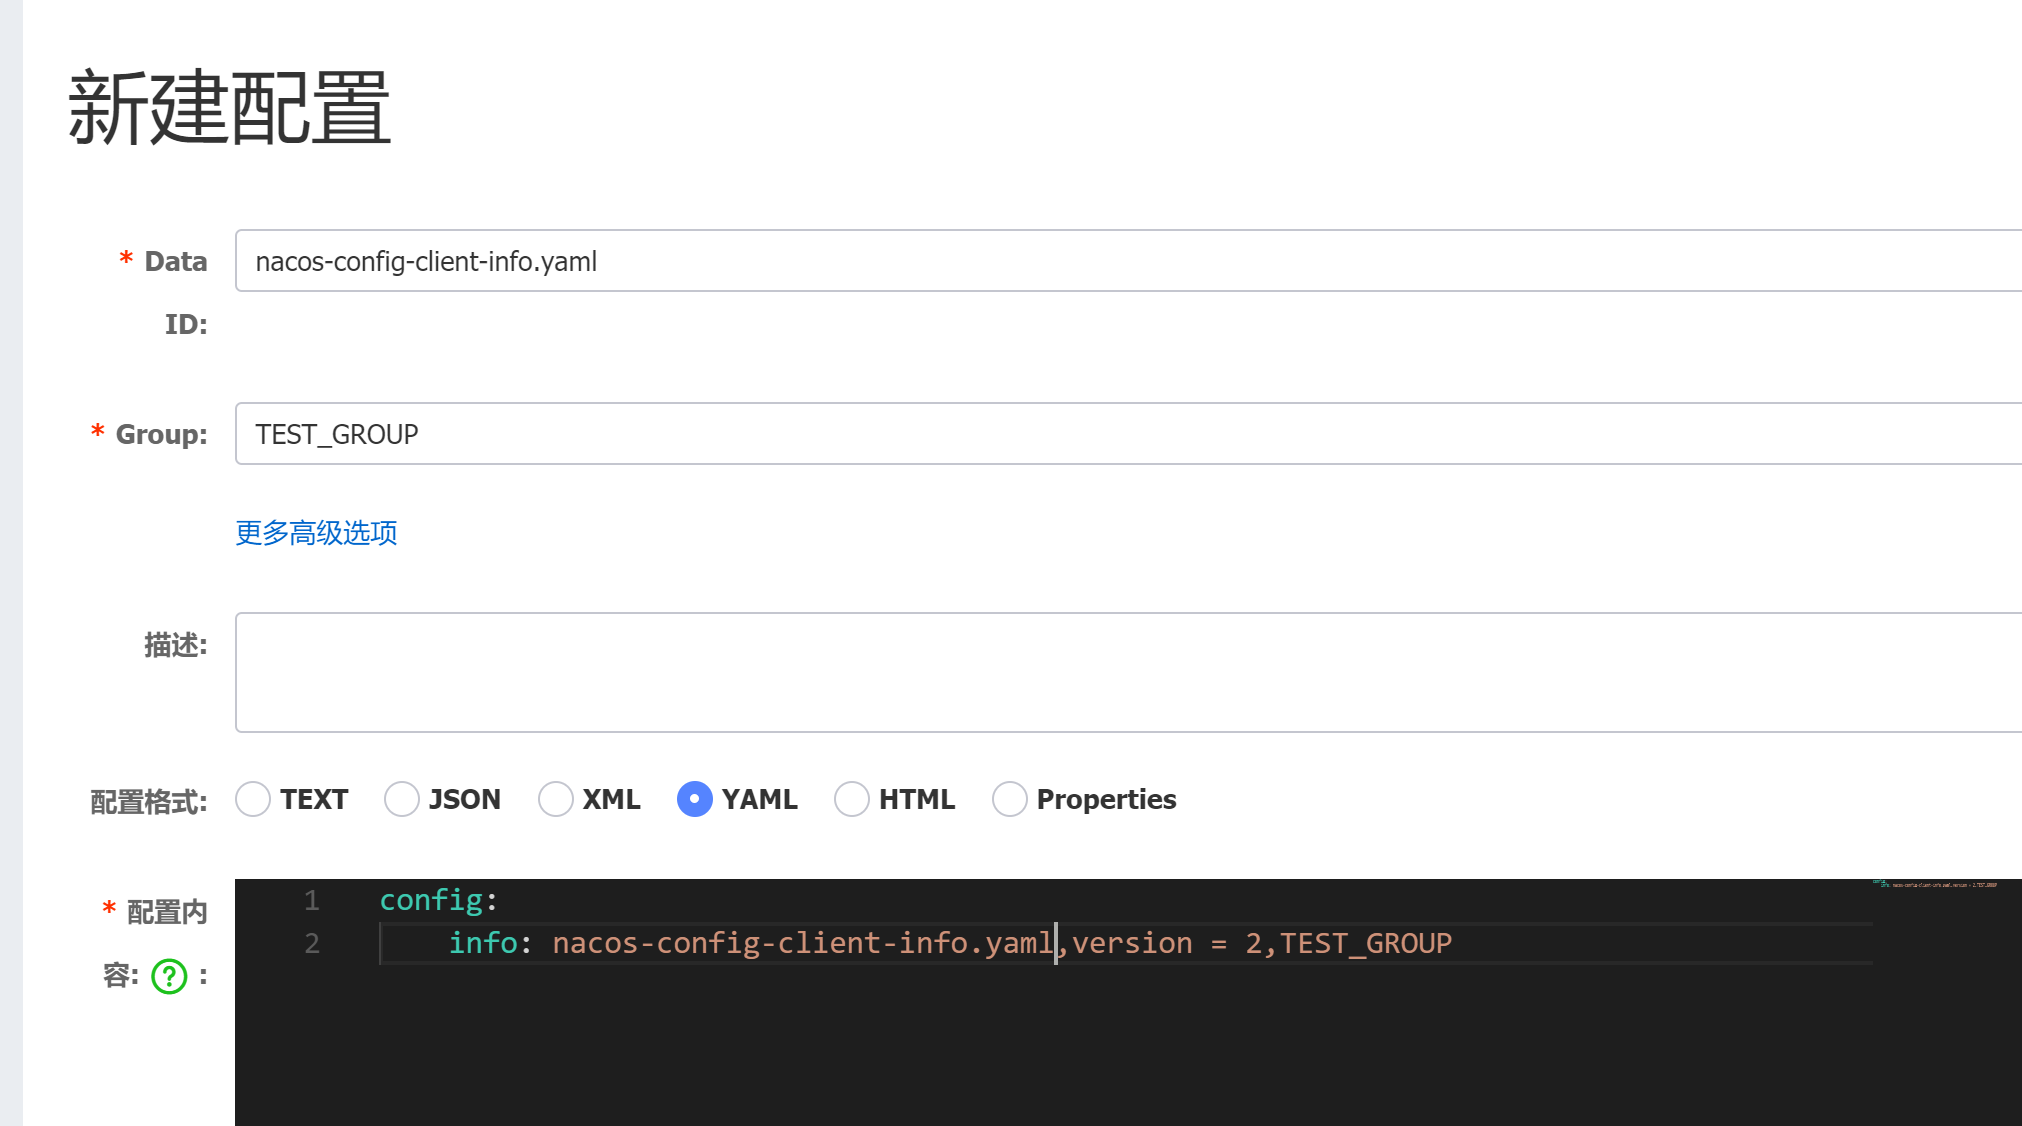 新建配置
* Data ID:
nacos-config-client-info.yaml
* Group:
TEST_GROUP
更多高级选项
描述:
配置格式:
TEXT JSON XML YAML HTML Properties
* 配置内容: ? :
1 config:
2 info: nacos-config-client-info.yaml,version = 2,TEST_GROUP